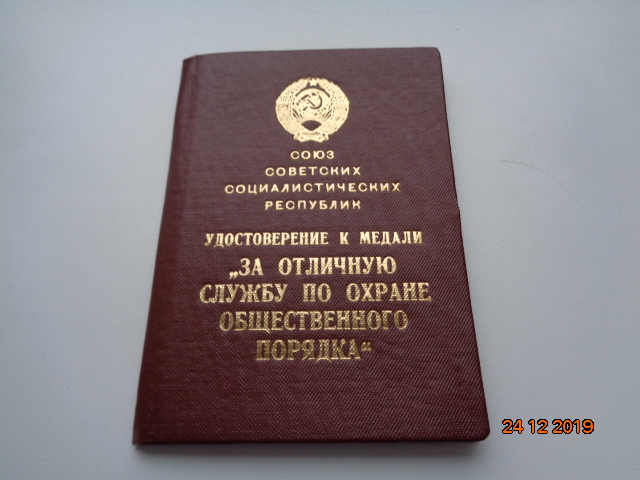 СОЮЗ
СОВЕТСКИХ
СОЦИАЛИСТИЧЕСКИХ
РЕСПУБЛИК
УДОСТОВЕРЕНИЕ К МЕДАЛИ
„ЗА ОТЛИЧНУЮ
СЛУЖБУ ПО ОХРАНЕ
ОБЩЕСТВЕННОГО
ПОРЯДКА“
24 12 2019